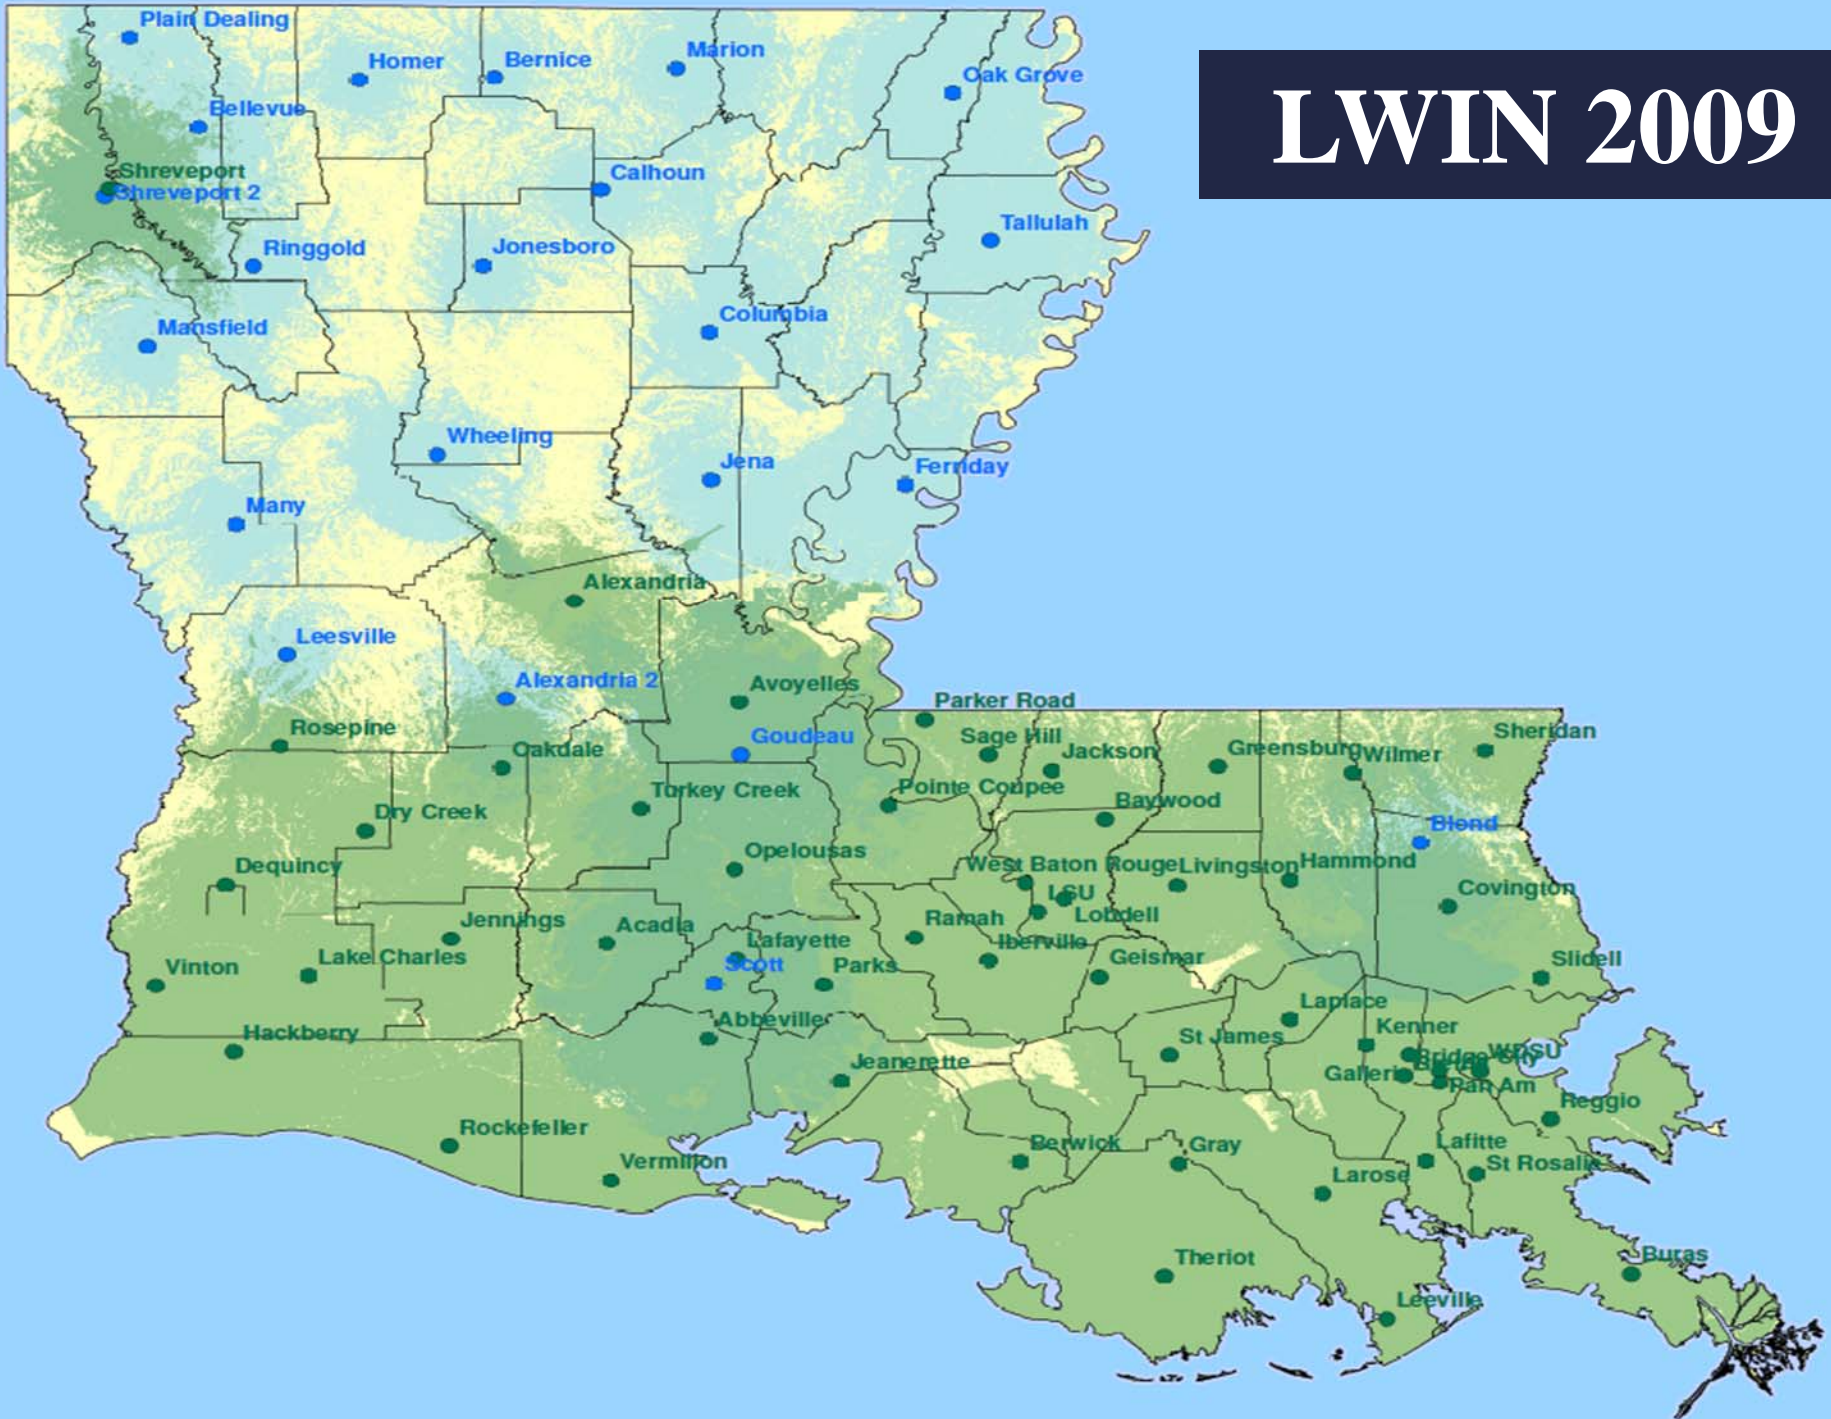 Plain Dealing
Homer
Bernice
Marion
Oak Grove
LWIN 2009
Bellevue
Shreveport
Shreveport 2
Calhoun
Tallulah
Ringgold
Jonesboro
Mansfield
Columbia
Wheeling
Jena
Ferriday
Many
Alexandria
Leesville
Alexandria 2
Avoyelles
Parker Road
Rosepine
Goudeau
Sage Hill
Sheridan
Oakdale
Jackson
Greensburg
Wilmer
Turkey Creek
Pointe Coupee
Baywood
Dry Creek
Blond
Opelousas
Dequincy
West Baton Rouge
Livingston
Hammond
LSU
Covington
Jennings
Acadia
Ramah
Lobdell
Lafayette
Iberville
Lake Charles
Scott
Parks
Geismar
Slidell
Vinton
Laplace
Abbeville
Kenner
Hackberry
St James
WDSU
Bridge City
Jeanerette
Pan Am
Reggio
Rockefeller
Berwick
Gray
Lafitte
Vermilion
St Rosalie
Larose
Theriot
Buras
Leeville